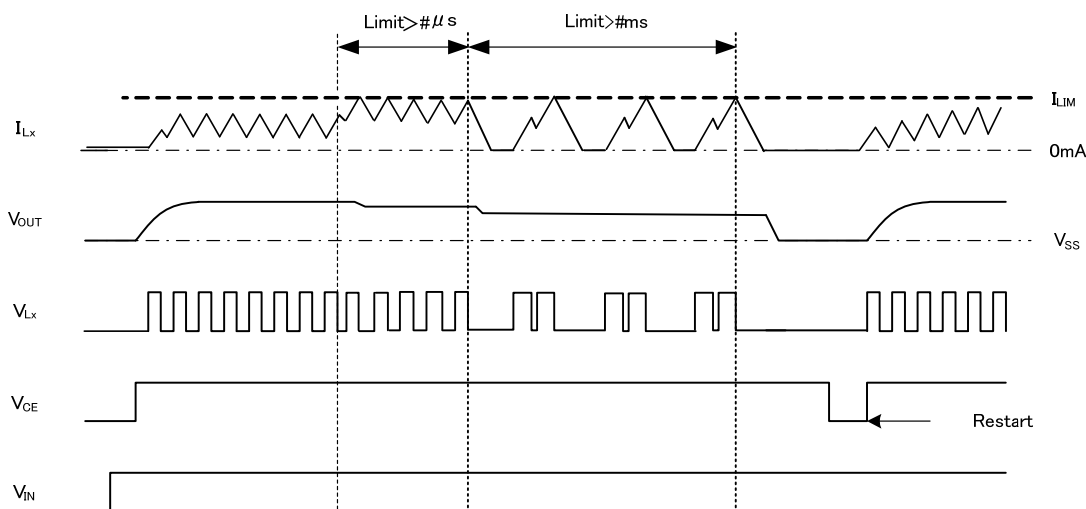 Limit>#μs
Limit>#ms
ILx
ILIM
0mA
VOUT
VSS
VLx
VCE
Restart
VIN